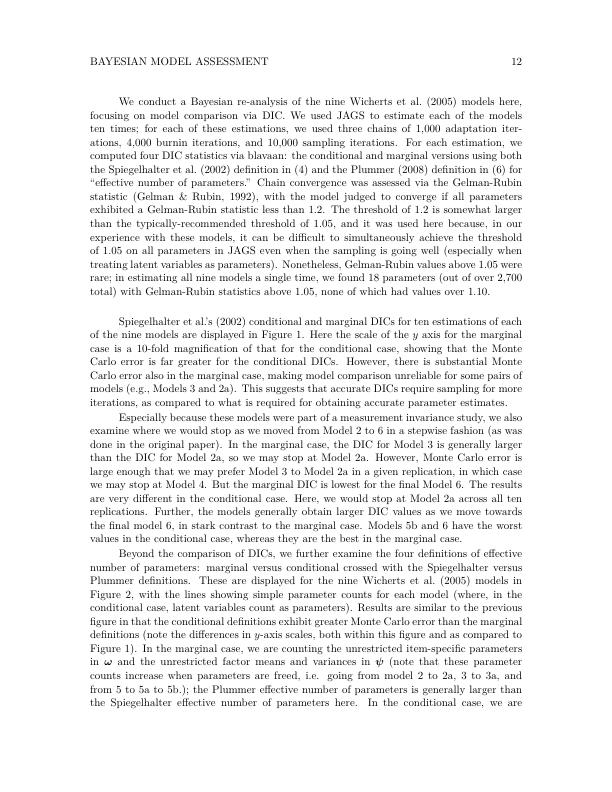 BAYESIAN MODEL ASSESSMENT 12
We conduct a Bayesian re-analysis of the nine Wicherts et al. (2005) models here,
focusing on model comparison via DIC. We used JAGS to estimate each of the models
ten times; for each of these estimations, we used three chains of 1,000 adaptation iter-
ations, 4,000 burnin iterations, and 10,000 sampling iterations. For each estimation, we
computed four DIC statistics via blavaan: the conditional and marginal versions using both
the Spiegelhalter et al. (2002) definition in (4) and the Plummer (2008) definition in (6) for
“effective number of parameters.” Chain convergence was assessed via the Gelman-Rubin
statistic (Gelman & Rubin, 1992), with the model judged to converge if all parameters
exhibited a Gelman-Rubin statistic less than 1.2. The threshold of 1.2 is somewhat larger
than the typically-recommended threshold of 1.05, and it was used here because, in our
experience with these models, it can be difficult to simultaneously achieve the threshold
of 1.05 on all parameters in JAGS even when the sampling is going well (especially when
treating latent variables as parameters). Nonetheless, Gelman-Rubin values above 1.05 were
rare; in estimating all nine models a single time, we found 18 parameters (out of over 2,700
total) with Gelman-Rubin statistics above 1.05, none of which had values over 1.10.
Spiegelhalter et al.’s (2002) conditional and marginal DICs for ten estimations of each
of the nine models are displayed in Figure 1. Here the scale of the y axis for the marginal
case is a 10-fold magnification of that for the conditional case, showing that the Monte
Carlo error is far greater for the conditional DICs. However, there is substantial Monte
Carlo error also in the marginal case, making model comparison unreliable for some pairs of
models (e.g., Models 3 and 2a). This suggests that accurate DICs require sampling for more
iterations, as compared to what is required for obtaining accurate parameter estimates.
Especially because these models were part of a measurement invariance study, we also
examine where we would stop as we moved from Model 2 to 6 in a stepwise fashion (as was
done in the original paper). In the marginal case, the DIC for Model 3 is generally larger
than the DIC for Model 2a, so we may stop at Model 2a. However, Monte Carlo error is
large enough that we may prefer Model 3 to Model 2a in a given replication, in which case
we may stop at Model 4. But the marginal DIC is lowest for the final Model 6. The results
are very different in the conditional case. Here, we would stop at Model 2a across all ten
replications. Further, the models generally obtain larger DIC values as we move towards
the final model 6, in stark contrast to the marginal case. Models 5b and 6 have the worst
values in the conditional case, whereas they are the best in the marginal case.
Beyond the comparison of DICs, we further examine the four definitions of effective
number of parameters: marginal versus conditional crossed with the Spiegelhalter versus
Plummer definitions. These are displayed for the nine Wicherts et al. (2005) models in
Figure 2, with the lines showing simple parameter counts for each model (where, in the
conditional case, latent variables count as parameters). Results are similar to the previous
figure in that the conditional definitions exhibit greater Monte Carlo error than the marginal
definitions (note the differences in y-axis scales, both within this figure and as compared to
Figure 1). In the marginal case, we are counting the unrestricted item-specific parameters
in ω and the unrestricted factor means and variances in ψ (note that these parameter
counts increase when parameters are freed, i.e. going from model 2 to 2a, 3 to 3a, and
from 5 to 5a to 5b.); the Plummer effective number of parameters is generally larger than
the Spiegelhalter effective number of parameters here. In the conditional case, we are